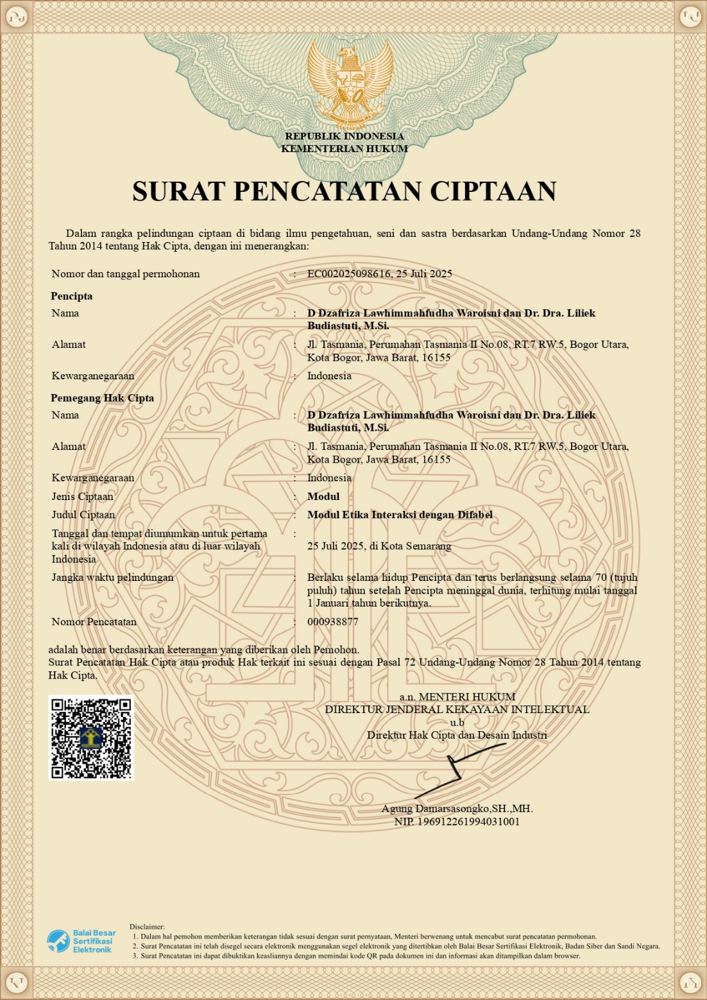 REPUBLIK INDONESIA
KEMENTERIAN HUKUM
SURAT PENCATATAN CIPTAAN
Dalam rangka pelindungan ciptaan di bidang ilmu pengetahuan, seni dan sastra berdasarkan Undang-Undang Nomor 28
Tahun 2014 tentang Hak Cipta, dengan ini menerangkan:
Nomor dan tanggal permohonan : EC002025098616, 25 Juli 2025
Pencipta
Nama : D Dzafriza Lawhimmahfudha Waroisni dan Dr. Dra. Liliek
Budiastuti, M.Si.
Alamat : Jl. Tasmania, Perumahan Tasmania II No.08, RT.7 RW.5, Bogor Utara,
Kota Bogor, Jawa Barat, 16155
Kewarganegaraan : Indonesia
Pemegang Hak Cipta
Nama : D Dzafriza Lawhimmahfudha Waroisni dan Dr. Dra. Liliek
Budiastuti, M.Si.
Alamat : Jl. Tasmania, Perumahan Tasmania II No.08, RT.7 RW.5, Bogor Utara,
Kota Bogor, Jawa Barat, 16155
Kewarganegaraan : Indonesia
Jenis Ciptaan : Modul
Judul Ciptaan : Modul Etika Interaksi dengan Difabel
Tanggal dan tempat diumumkan untuk pertama :
kali di wilayah Indonesia atau di luar wilayah 25 Juli 2025, di Kota Semarang
Indonesia
Jangka waktu pelindungan : Berlaku selama hidup Pencipta dan terus berlangsung selama 70 (tujuh
puluh) tahun setelah Pencipta meninggal dunia, terhitung mulai tanggal
1 Januari tahun berikutnya.
Nomor Pencatatan : 000938877
adalah benar berdasarkan keterangan yang diberikan oleh Pemohon.
Surat Pencatatan Hak Cipta atau produk Hak terkait ini sesuai dengan Pasal 72 Undang-Undang Nomor 28 Tahun 2014 tentang
Hak Cipta.
a.n. MENTERI HUKUM
DIREKTUR JENDERAL KEKAYAAN INTELEKTUAL
u.b
Direktur Hak Cipta dan Desain Industri
Agung Damarsasongko,SH.,MH.
NIP. 196912261994031001
Balai Besar
Sertifikasi
Elektronik
Disclaimer:
1. Dalam hal pemohon memberikan keterangan tidak sesuai dengan surat pernyataan, Menteri berwenang untuk mencabut surat pencatatan permohonan.
2. Surat Pencatatan ini telah disegel secara elektronik menggunakan segel elektronik yang ditertibkan oleh Balai Besar Sertifikasi Elektronik, Badan Siber dan Sandi Negara.
3. Surat Pencatatan ini dapat dibuktikan keasliannya dengan memindai kode QR pada dokumen ini dan informasi akan ditampilkan dalam browser.